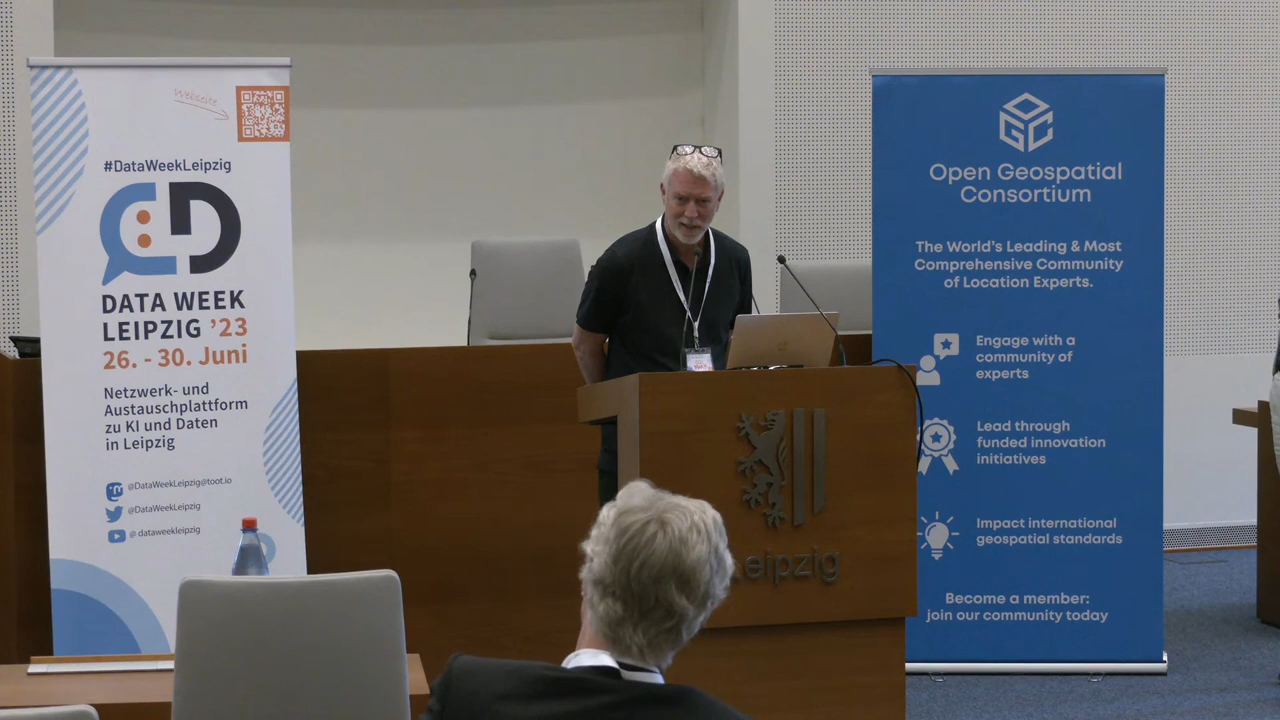 Webseite
#DataWeekLeipzig
DATA WEEK
LEIPZIG ’23
26. - 30. Juni
Netzwerk- und
Austauschplattform
zu KI und Daten
in Leipzig
@DataWeekLeipzig@toot.io
@DataWeekLeipzig
@ dataweekleipzig
Leipzig
OGC
Open Geospatial
Consortium
The World’s Leading & Most
Comprehensive Community
of Location Experts.
Engage with a
community of
experts
Lead through
funded innovation
initiatives
Impact international
geospatial standards
Become a member:
join our community today